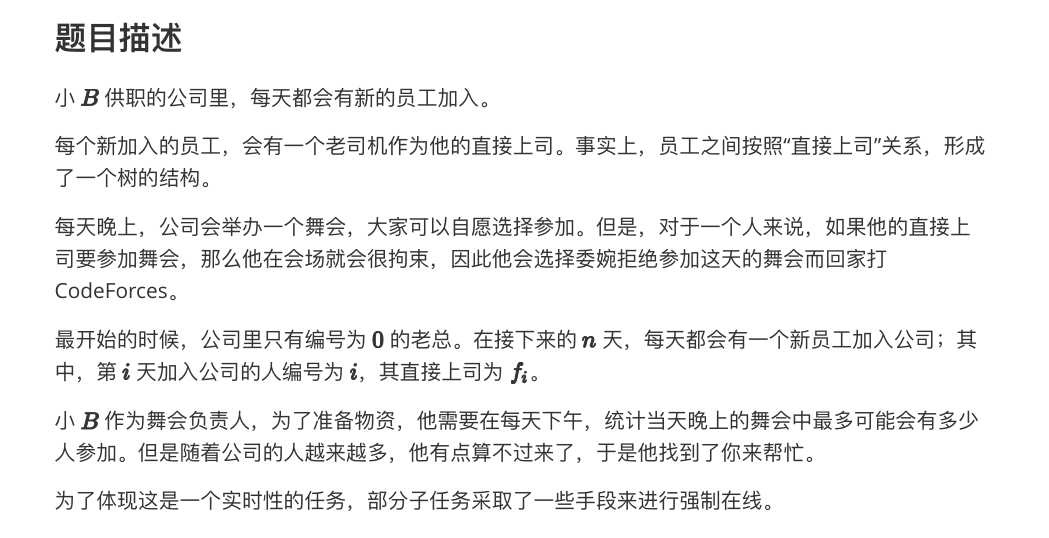 题目描述
小 B 供职的公司里，每天都会有新的员工加入。
每个新加入的员工，会有一个老司机作为他的直接上司。事实上，员工之间按照“直接上司”关系，形成
了一个树的结构。
每天晚上，公司会举办一个舞会，大家可以自愿选择参加。但是，对于一个人来说，如果他的直接上
司要参加舞会，那么他在会场就会很拘束，因此他会选择委婉拒绝参加这天的舞会而回家打
CodeForces。
最开始的时候，公司里只有编号为 0 的老总。在接下来的 n 天，每天都会有一个新员工加入公司；其
中，第 i 天加入公司的人编号为 i，其直接上司为 f_i。
小 B 作为舞会负责人，为了准备物资，他需要在每天下午，统计当天晚上的舞会中最多可能会有多少
人参加。但是随着公司的人越来越多，他有点算不过来了，于是他找到了你来帮忙。
为了体现这是一个实时性的任务，部分子任务采取了一些手段来进行强制在线。